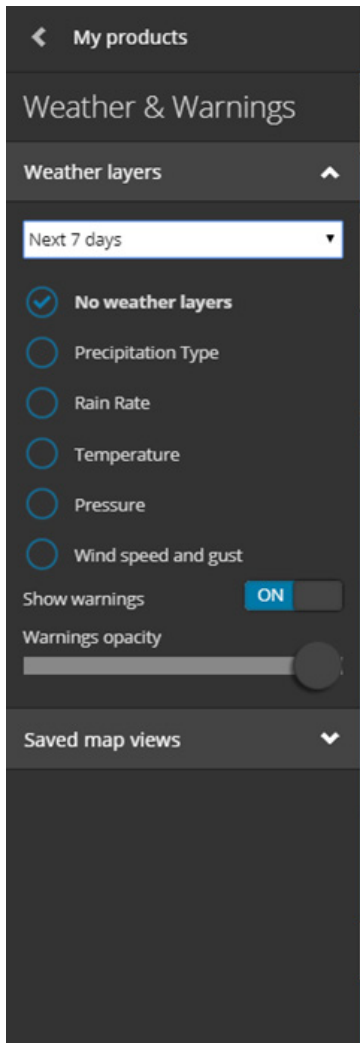 My products
Weather & Warnings
Weather layers
Next 7 days
No weather layers
Precipitation Type
Rain Rate
Temperature
Pressure
Wind speed and gust
Show warnings ON
Warnings opacity
Saved map views